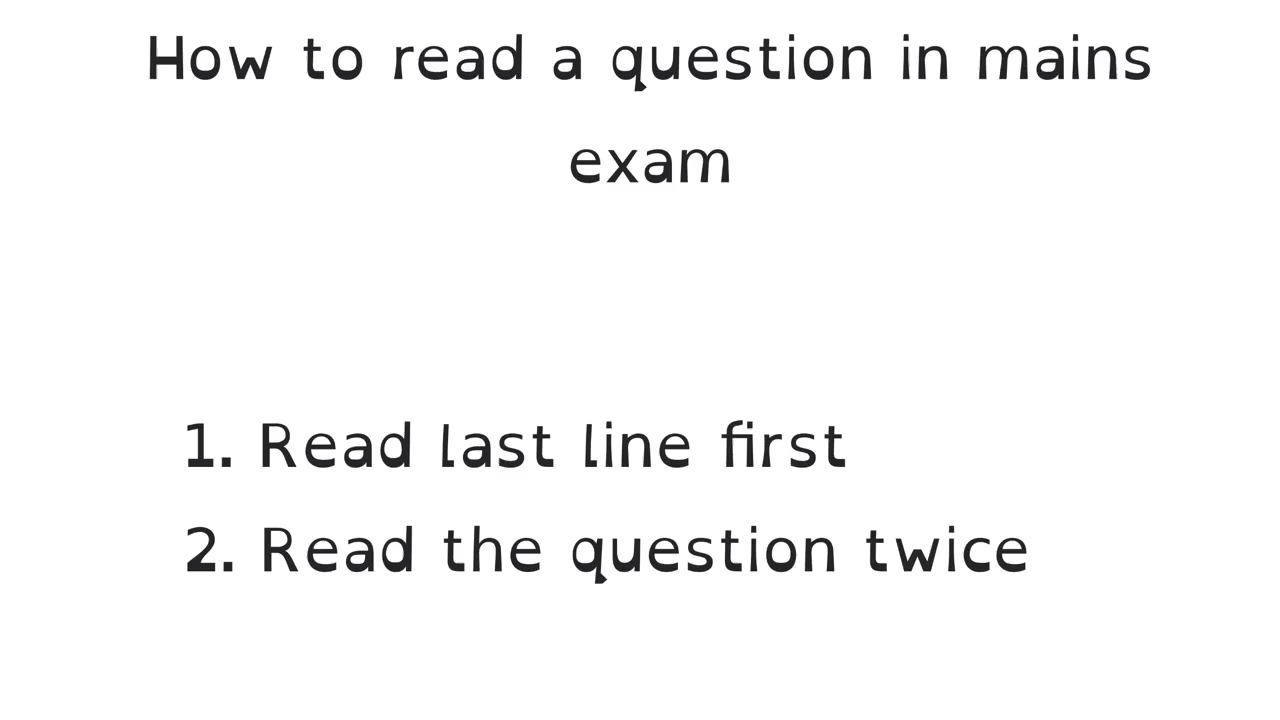 How to read a question in mains
exam
1. Read last line first
2. Read the question twice